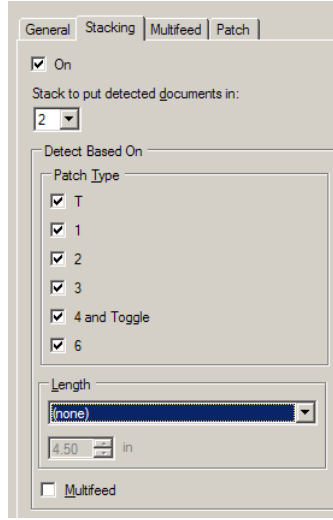 General Stacking Multifeed Patch
On
Stack to put detected documents in:
2
Detect Based On
Patch Type
T
1
2
3
4 and Toggle
6
Length
(none)
4.50 in
Multifeed